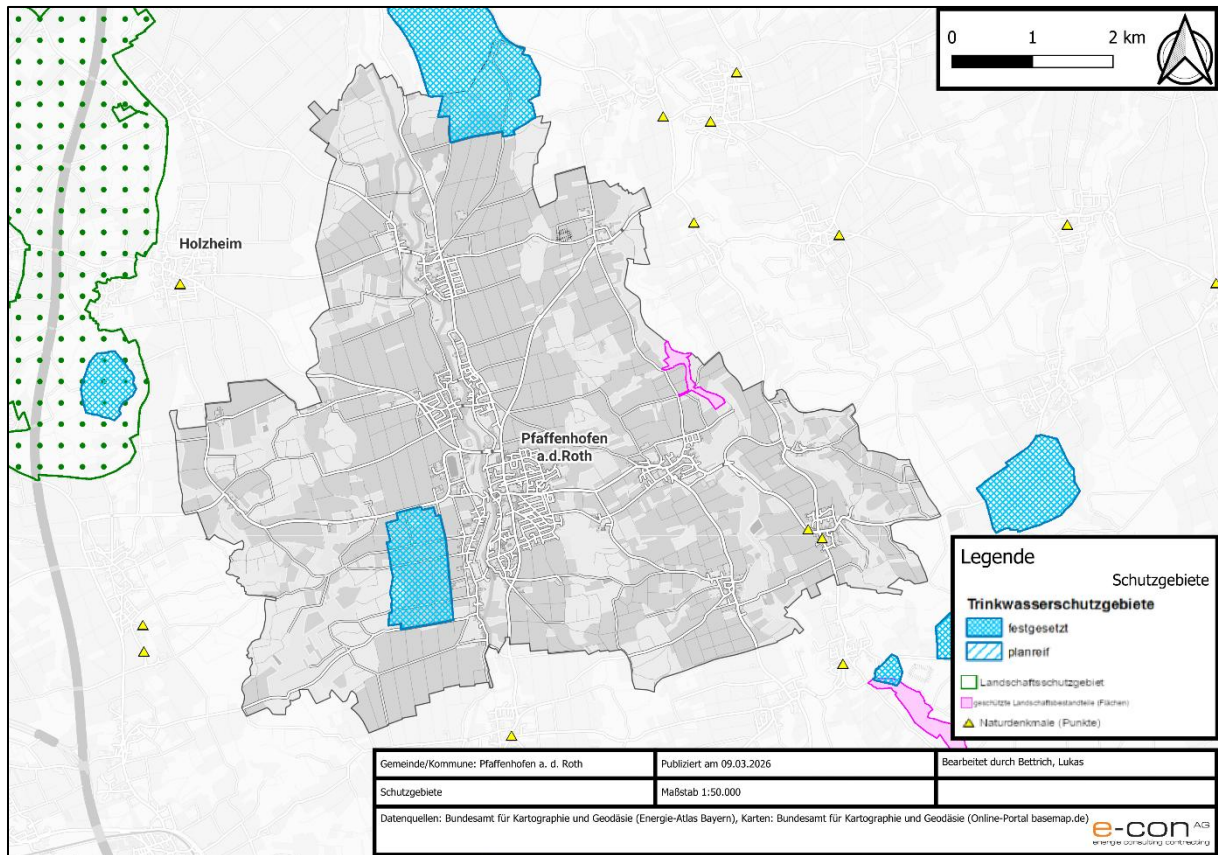 0 1 2 km
Holzheim
Pfaffenhofen
a.d.Roth
Legende
Schutzgebiete
Trinkwasserschutzgebiete
festgesetzt
planreif
Landschaftsschutzgebiet
geschützte Landschaftsbestandteile (Flächen)
Naturdenkmale (Punkte)
Gemeinde/Kommune: Pfaffenhofen a. d. Roth
Publiziert am 09.03.2026
Bearbeitet durch Bettrich, Lukas
Schutzgebiete
Maßstab 1:50.000
Datenquellen: Bundesamt für Kartographie und Geodäsie (Energie-Atlas Bayern), Karten: Bundesamt für Kartographie und Geodäsie (Online-Portal basemap.de)
e-con AG
energie consulting contracting